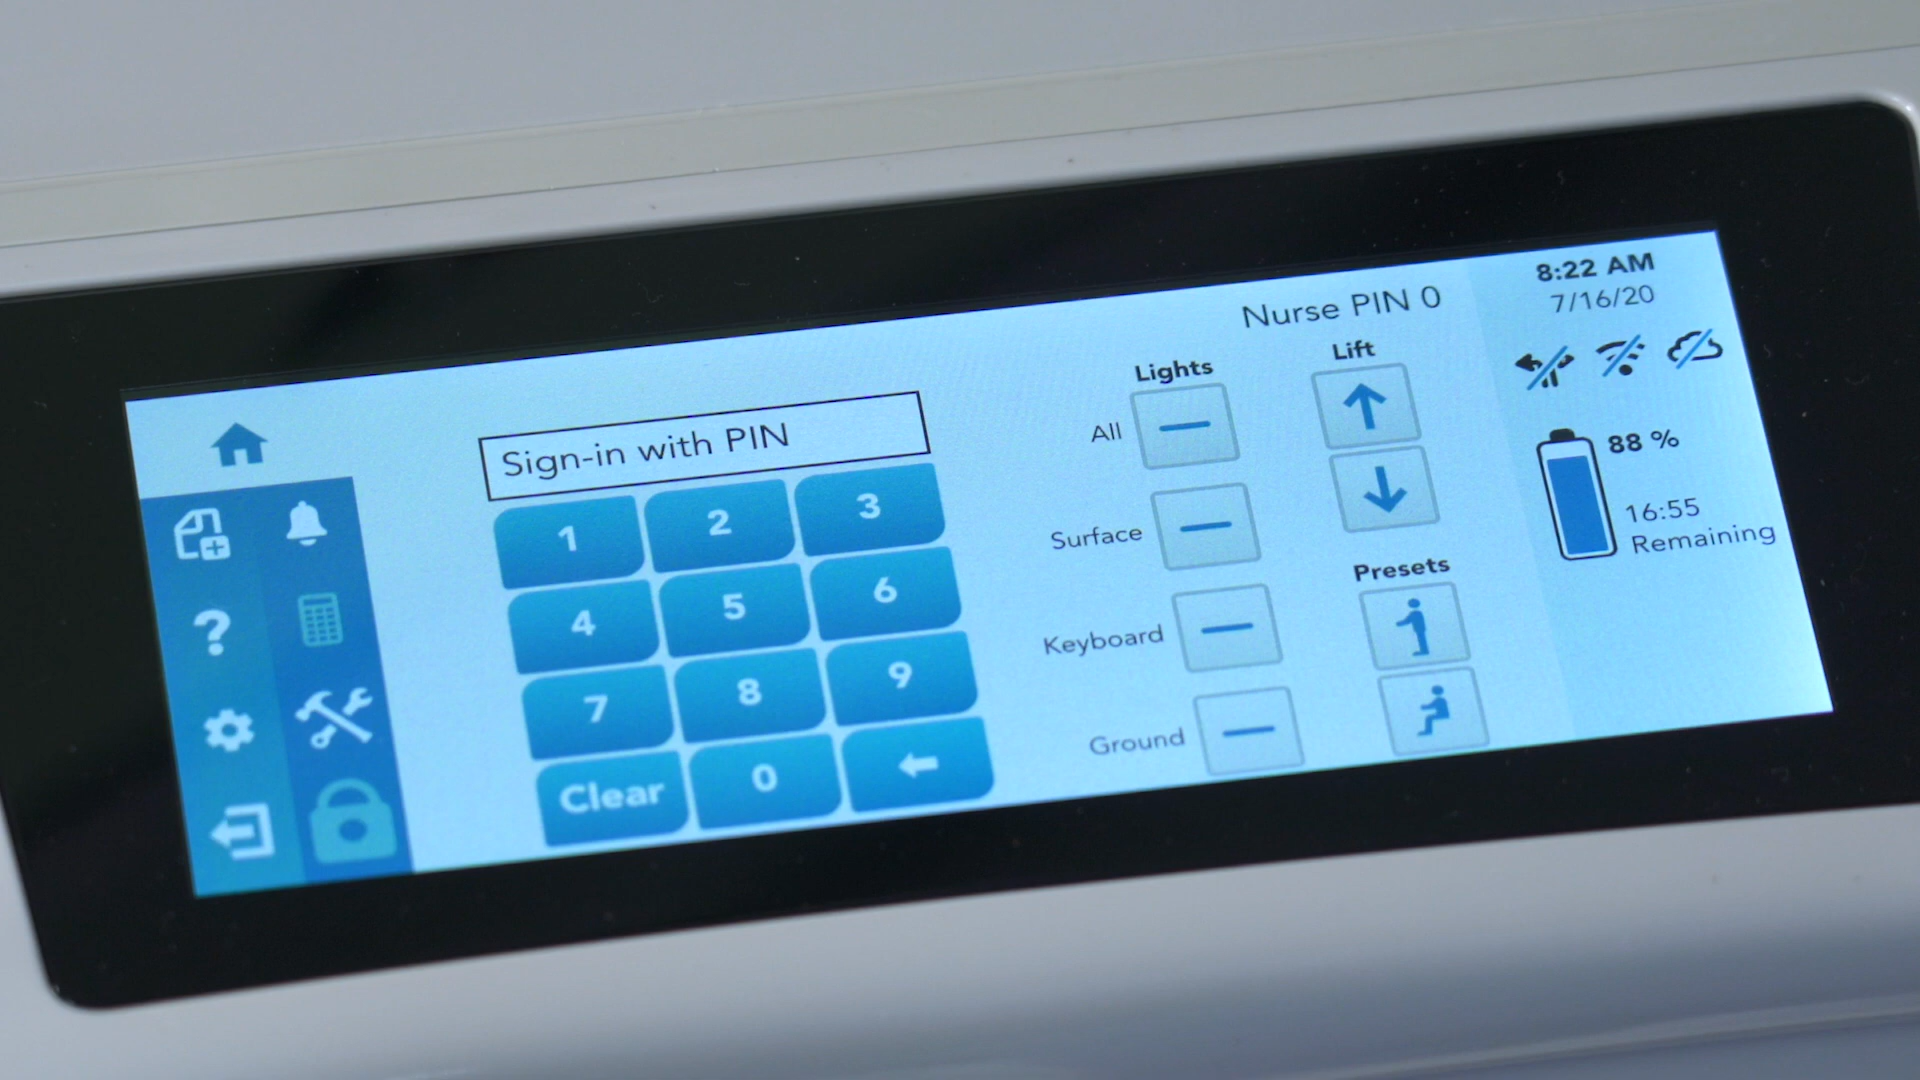 8:22 AM
7/16/20
Nurse PIN 0
Sign-in with PIN
1 2 3
4 5 6
7 8 9
Clear 0
Lights
All
Surface
Keyboard
Ground
Lift
Presets
88 %
16:55
Remaining
?